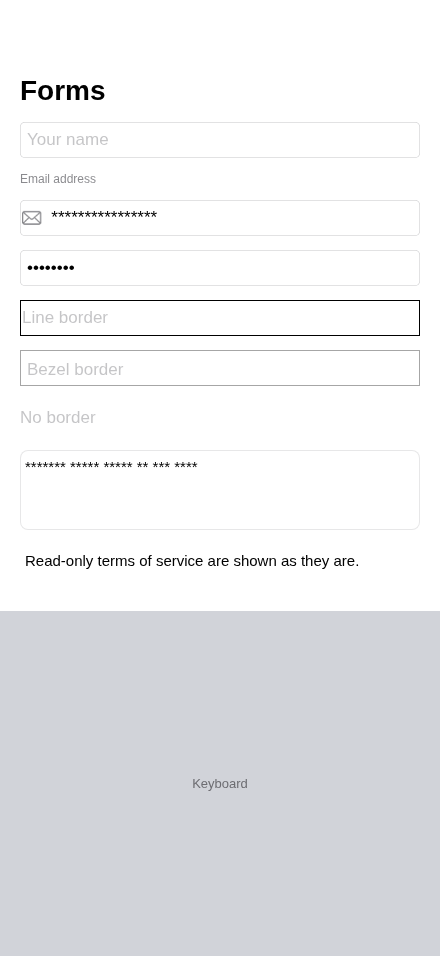 Forms
Your name
Email address
****************
••••••••
Line border
Bezel border
No border
******* ***** ***** ** *** ****
Read-only terms of service are shown as they are.
Keyboard